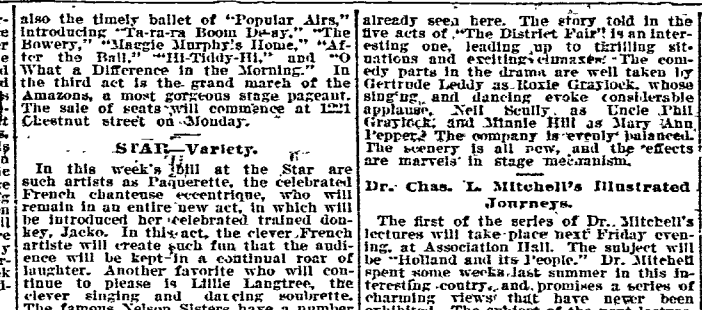 also the timely ballet of "Popular Airs,"
introducing "Ta-ra-ra Boom De-ay," "The
Bowery," "Maggie Murphy's Home," "Af-
ter the Ball," "Hi-Tiddy-Hi," and "O
What a Difference in the Morning." In
the third act is the grand march of the
Amazons, a most gorgeous stage pageant.
The sale of seats will commence at 1221
Chestnut street on Monday.
STAR—Variety.
In this week's bill at the Star are
such artists as Paquerette, the celebrated
French chanteuse eccentrique, who will
remain in an entire new act, in which will
be introduced her celebrated trained don-
key, Jacko. In this act, the clever French
artiste will create such fun that the audi-
ence will be kept in a continual roar of
laughter. Another favorite who will con-
tinue to please is Lillie Langtree, the
clever singing and dancing soubrette.
The famous Nelson Sisters have a number
already seen here. The story told in the
five acts of "The District Fair" is an inter-
esting one, leading up to thrilling sit-
uations and exciting climaxes. The com-
edy parts in the drama are well taken by
Gertrude Leddy as Roxie Graylock, whose
singing and dancing evoke considerable
applause, Nell Scully as Uncle Phil
Graylock, and Minnie Hill as Mary Ann
Pepper. The company is evenly balanced.
The scenery is all new, and the effects
are marvels in stage mechanism.
Dr. Chas. L. Mitchell's Illustrated
Journeys.
The first of the series of Dr. Mitchell's
lectures will take place next Friday even-
ing, at Association Hall. The subject will
be "Holland and its People." Dr. Mitchell
spent some weeks last summer in this in-
teresting contry, and promises a series of
charming views that have never been